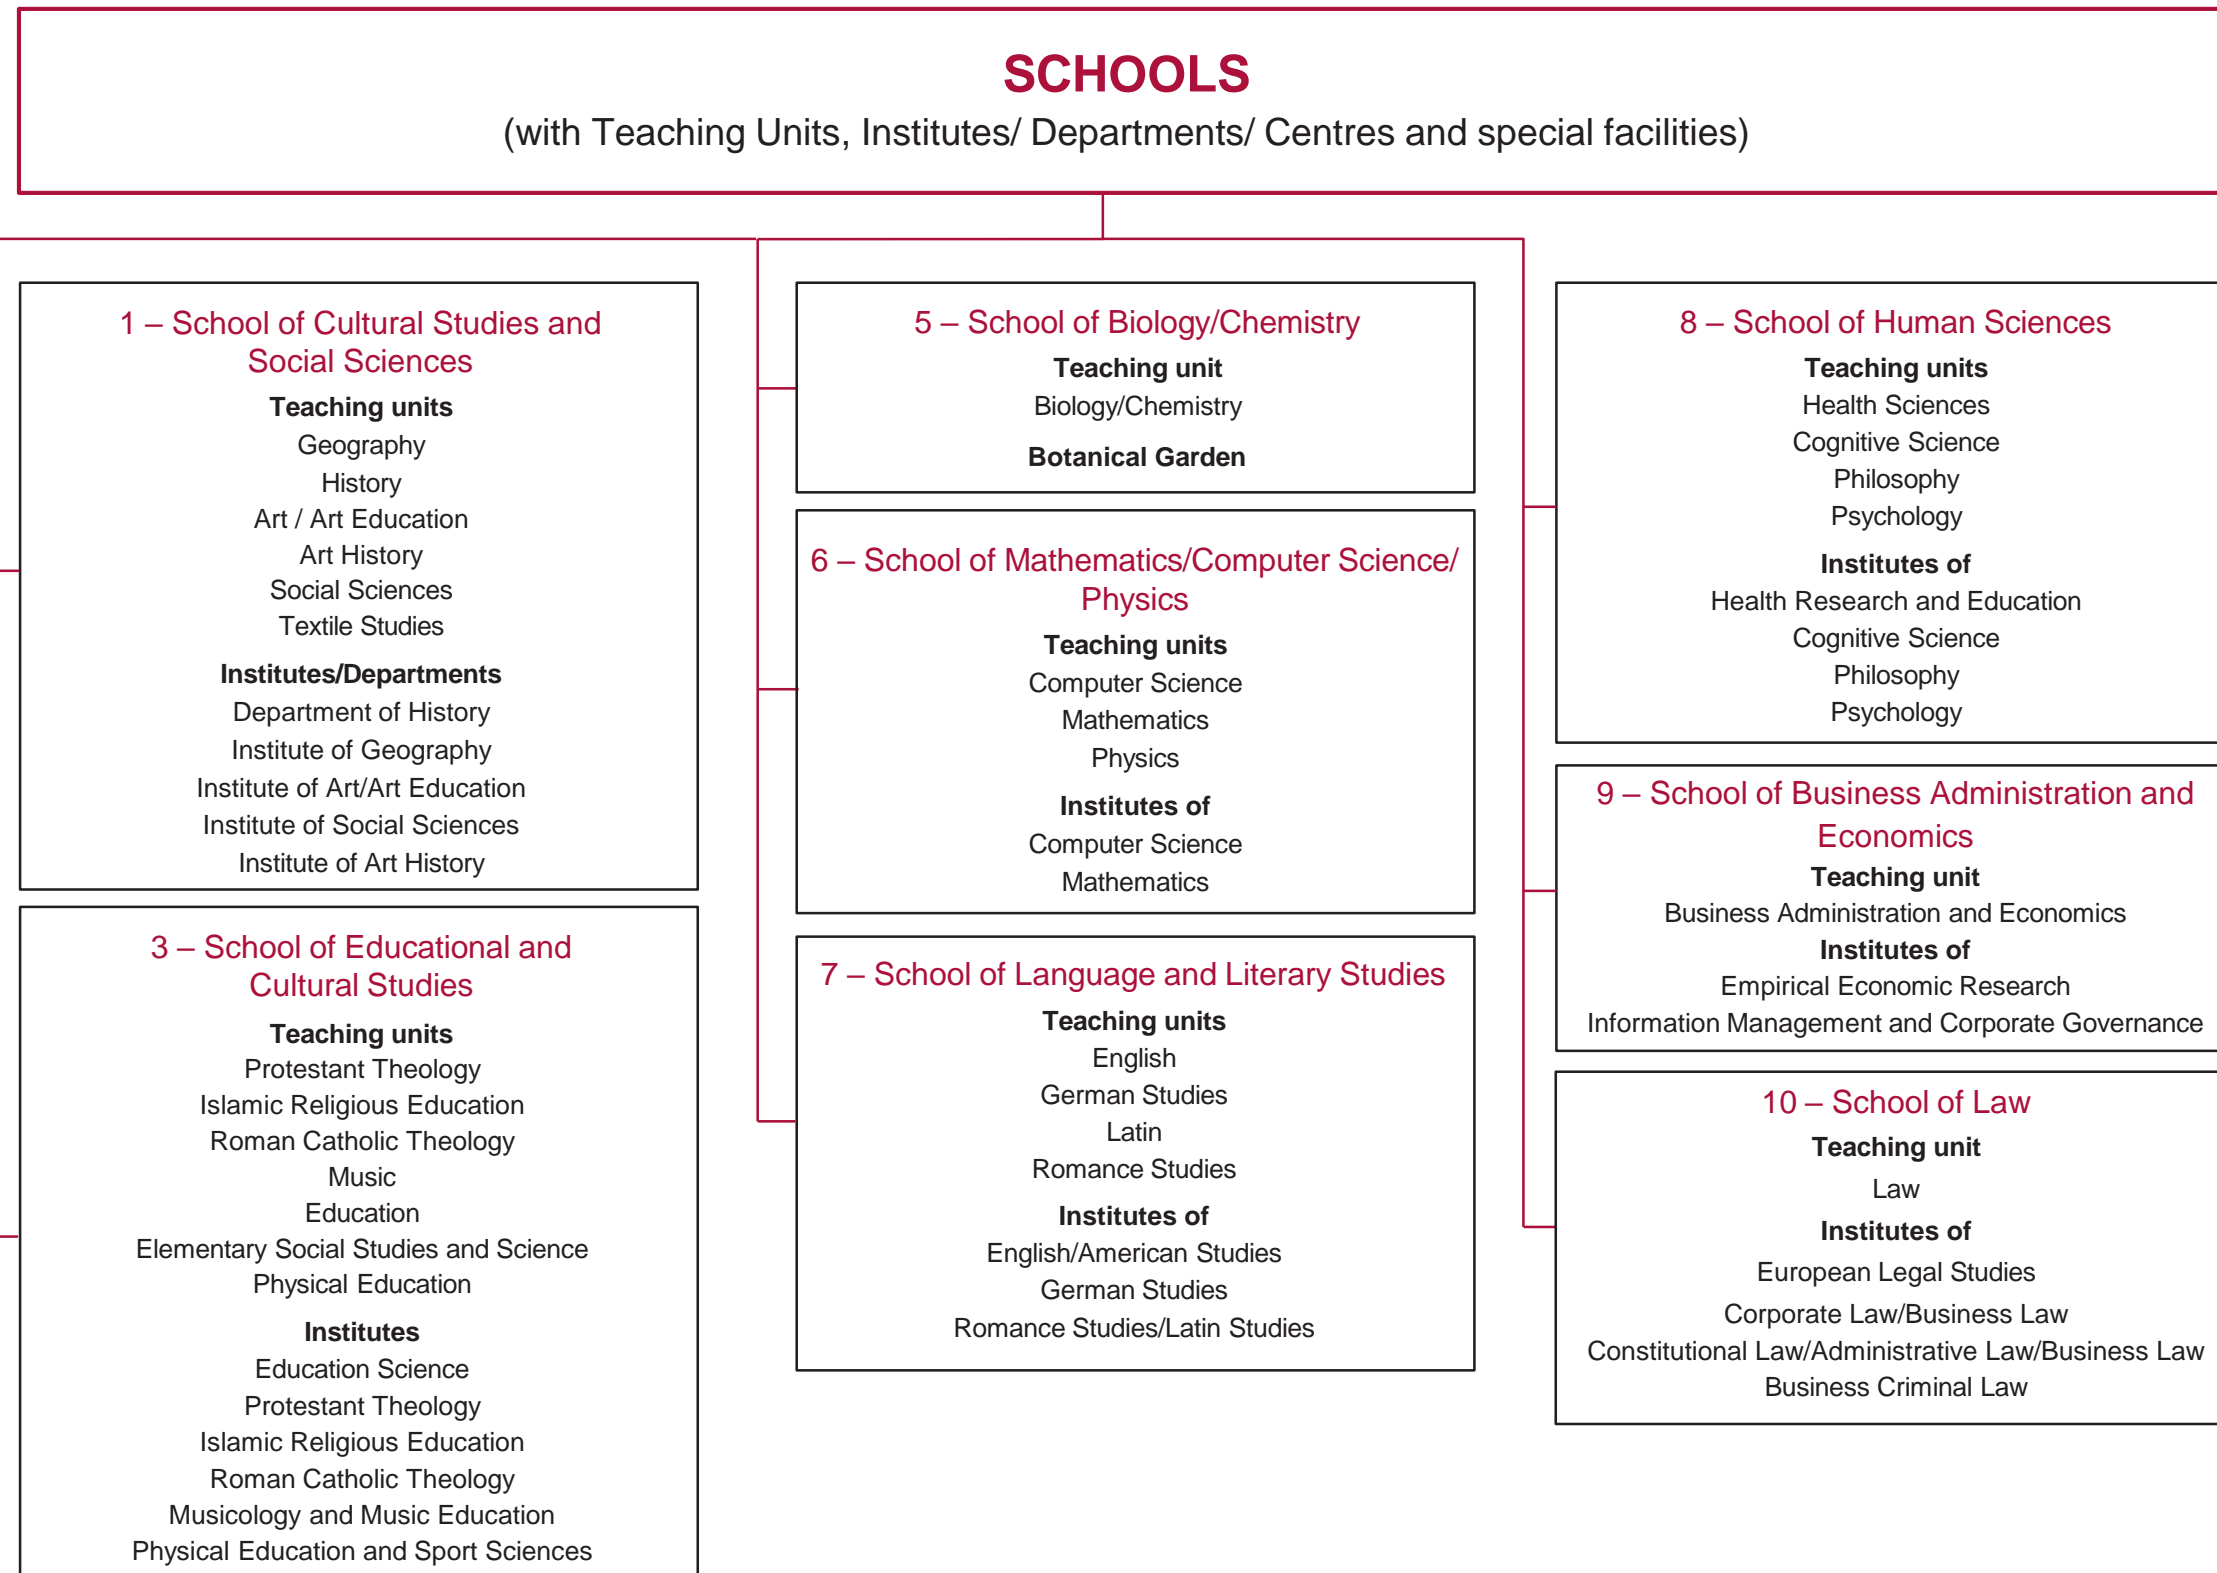 SCHOOLS
(with Teaching Units, Institutes/ Departments/ Centres and special facilities)
1 – School of Cultural Studies and
Social Sciences
Teaching units
Geography
History
Art / Art Education
Art History
Social Sciences
Textile Studies
Institutes/Departments
Department of History
Institute of Geography
Institute of Art/Art Education
Institute of Social Sciences
Institute of Art History
3 – School of Educational and
Cultural Studies
Teaching units
Protestant Theology
Islamic Religious Education
Roman Catholic Theology
Music
Education
Elementary Social Studies and Science
Physical Education
Institutes
Education Science
Protestant Theology
Islamic Religious Education
Roman Catholic Theology
Musicology and Music Education
Physical Education and Sport Sciences
5 – School of Biology/Chemistry
Teaching unit
Biology/Chemistry
Botanical Garden
6 – School of Mathematics/Computer Science/
Physics
Teaching units
Computer Science
Mathematics
Physics
Institutes of
Computer Science
Mathematics
7 – School of Language and Literary Studies
Teaching units
English
German Studies
Latin
Romance Studies
Institutes of
English/American Studies
German Studies
Romance Studies/Latin Studies
8 – School of Human Sciences
Teaching units
Health Sciences
Cognitive Science
Philosophy
Psychology
Institutes of
Health Research and Education
Cognitive Science
Philosophy
Psychology
9 – School of Business Administration and
Economics
Teaching unit
Business Administration and Economics
Institutes of
Empirical Economic Research
Information Management and Corporate Governance
10 – School of Law
Teaching unit
Law
Institutes of
European Legal Studies
Corporate Law/Business Law
Constitutional Law/Administrative Law/Business Law
Business Criminal Law